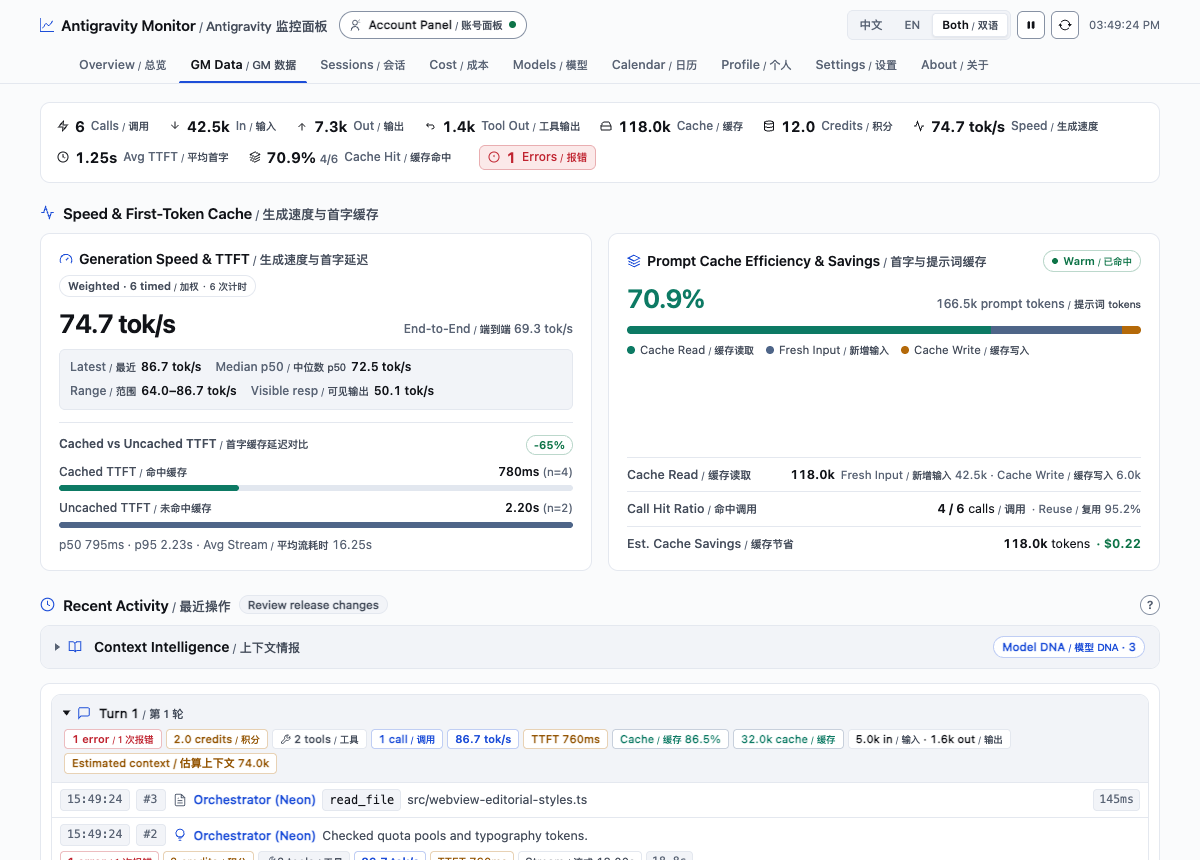 Antigravity Monitor / Antigravity 监控面板 Account Panel / 账号面板 中文 EN Both / 双语 03:49:24 PM
Overview / 总览 GM Data / GM 数据 Sessions / 会话 Cost / 成本 Models / 模型 Calendar / 日历 Profile / 个人 Settings / 设置 About / 关于
6 Calls / 调用 42.5k In / 输入 7.3k Out / 输出 1.4k Tool Out / 工具输出 118.0k Cache / 缓存 12.0 Credits / 积分 74.7 tok/s Speed / 生成速度
1.25s Avg TTFT / 平均首字 70.9% 4/6 Cache Hit / 缓存命中 1 Errors / 报错
Speed & First-Token Cache / 生成速度与首字缓存
Generation Speed & TTFT / 生成速度与首字延迟
Weighted · 6 timed / 加权 · 6 次计时
74.7 tok/s End-to-End / 端到端 69.3 tok/s
Latest / 最近 86.7 tok/s Median p50 / 中位数 p50 72.5 tok/s
Range / 范围 64.0–86.7 tok/s Visible resp / 可见输出 50.1 tok/s
Cached vs Uncached TTFT / 首字缓存延迟对比 -65%
Cached TTFT / 命中缓存 780ms (n=4)
Uncached TTFT / 未命中缓存 2.20s (n=2)
p50 795ms · p95 2.23s · Avg Stream / 平均流耗时 16.25s
Prompt Cache Efficiency & Savings / 首字与提示词缓存 Warm / 已命中
70.9% 166.5k prompt tokens / 提示词 tokens
Cache Read / 缓存读取 Fresh Input / 新增输入 Cache Write / 缓存写入
Cache Read / 缓存读取 118.0k Fresh Input / 新增输入 42.5k · Cache Write / 缓存写入 6.0k
Call Hit Ratio / 命中调用 4 / 6 calls / 调用 · Reuse / 复用 95.2%
Est. Cache Savings / 缓存节省 118.0k tokens · $0.22
Recent Activity / 最近操作 Review release changes ?
Context Intelligence / 上下文情报 Model DNA / 模型 DNA · 3
Turn 1 / 第 1 轮
1 error / 1 次报错 2.0 credits / 积分 2 tools / 工具 1 call / 调用 86.7 tok/s TTFT 760ms Cache / 缓存 86.5% 32.0k cache / 缓存 5.0k in / 输入 · 1.6k out / 输出
Estimated context / 估算上下文 74.0k
15:49:24 #3 Orchestrator (Neon) read_file src/webview-editorial-styles.ts 145ms
15:49:24 #2 Orchestrator (Neon) Checked quota pools and typography tokens.